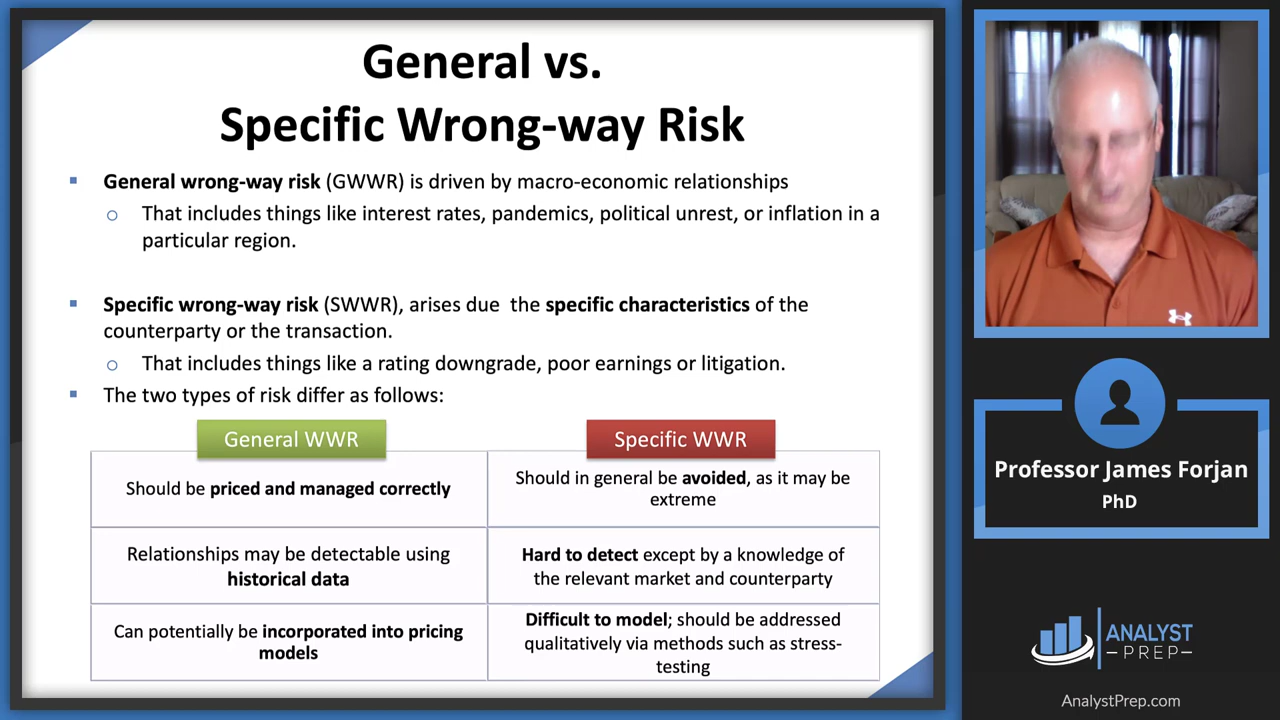 General vs.
Specific Wrong-way Risk
▪ General wrong-way risk (GWWR) is driven by macro-economic relationships
○ That includes things like interest rates, pandemics, political unrest, or inflation in a
particular region.
▪ Specific wrong-way risk (SWWR), arises due the specific characteristics of the
counterparty or the transaction.
○ That includes things like a rating downgrade, poor earnings or litigation.
▪ The two types of risk differ as follows:
General WWR
Specific WWR
Should be priced and managed correctly
Should in general be avoided, as it may be
extreme
Relationships may be detectable using
historical data
Hard to detect except by a knowledge of
the relevant market and counterparty
Can potentially be incorporated into pricing
models
Difficult to model; should be addressed
qualitatively via methods such as stress-
testing
Professor James Forjan
PhD
ANALYST
PREP
AnalystPrep.com